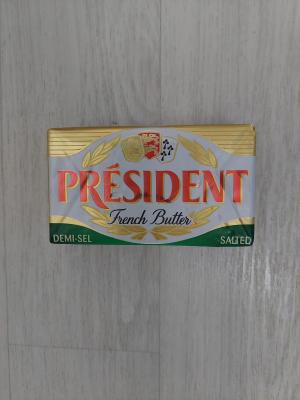 PRÉSIDENT
French Butter
DEMI-SEL SALTED